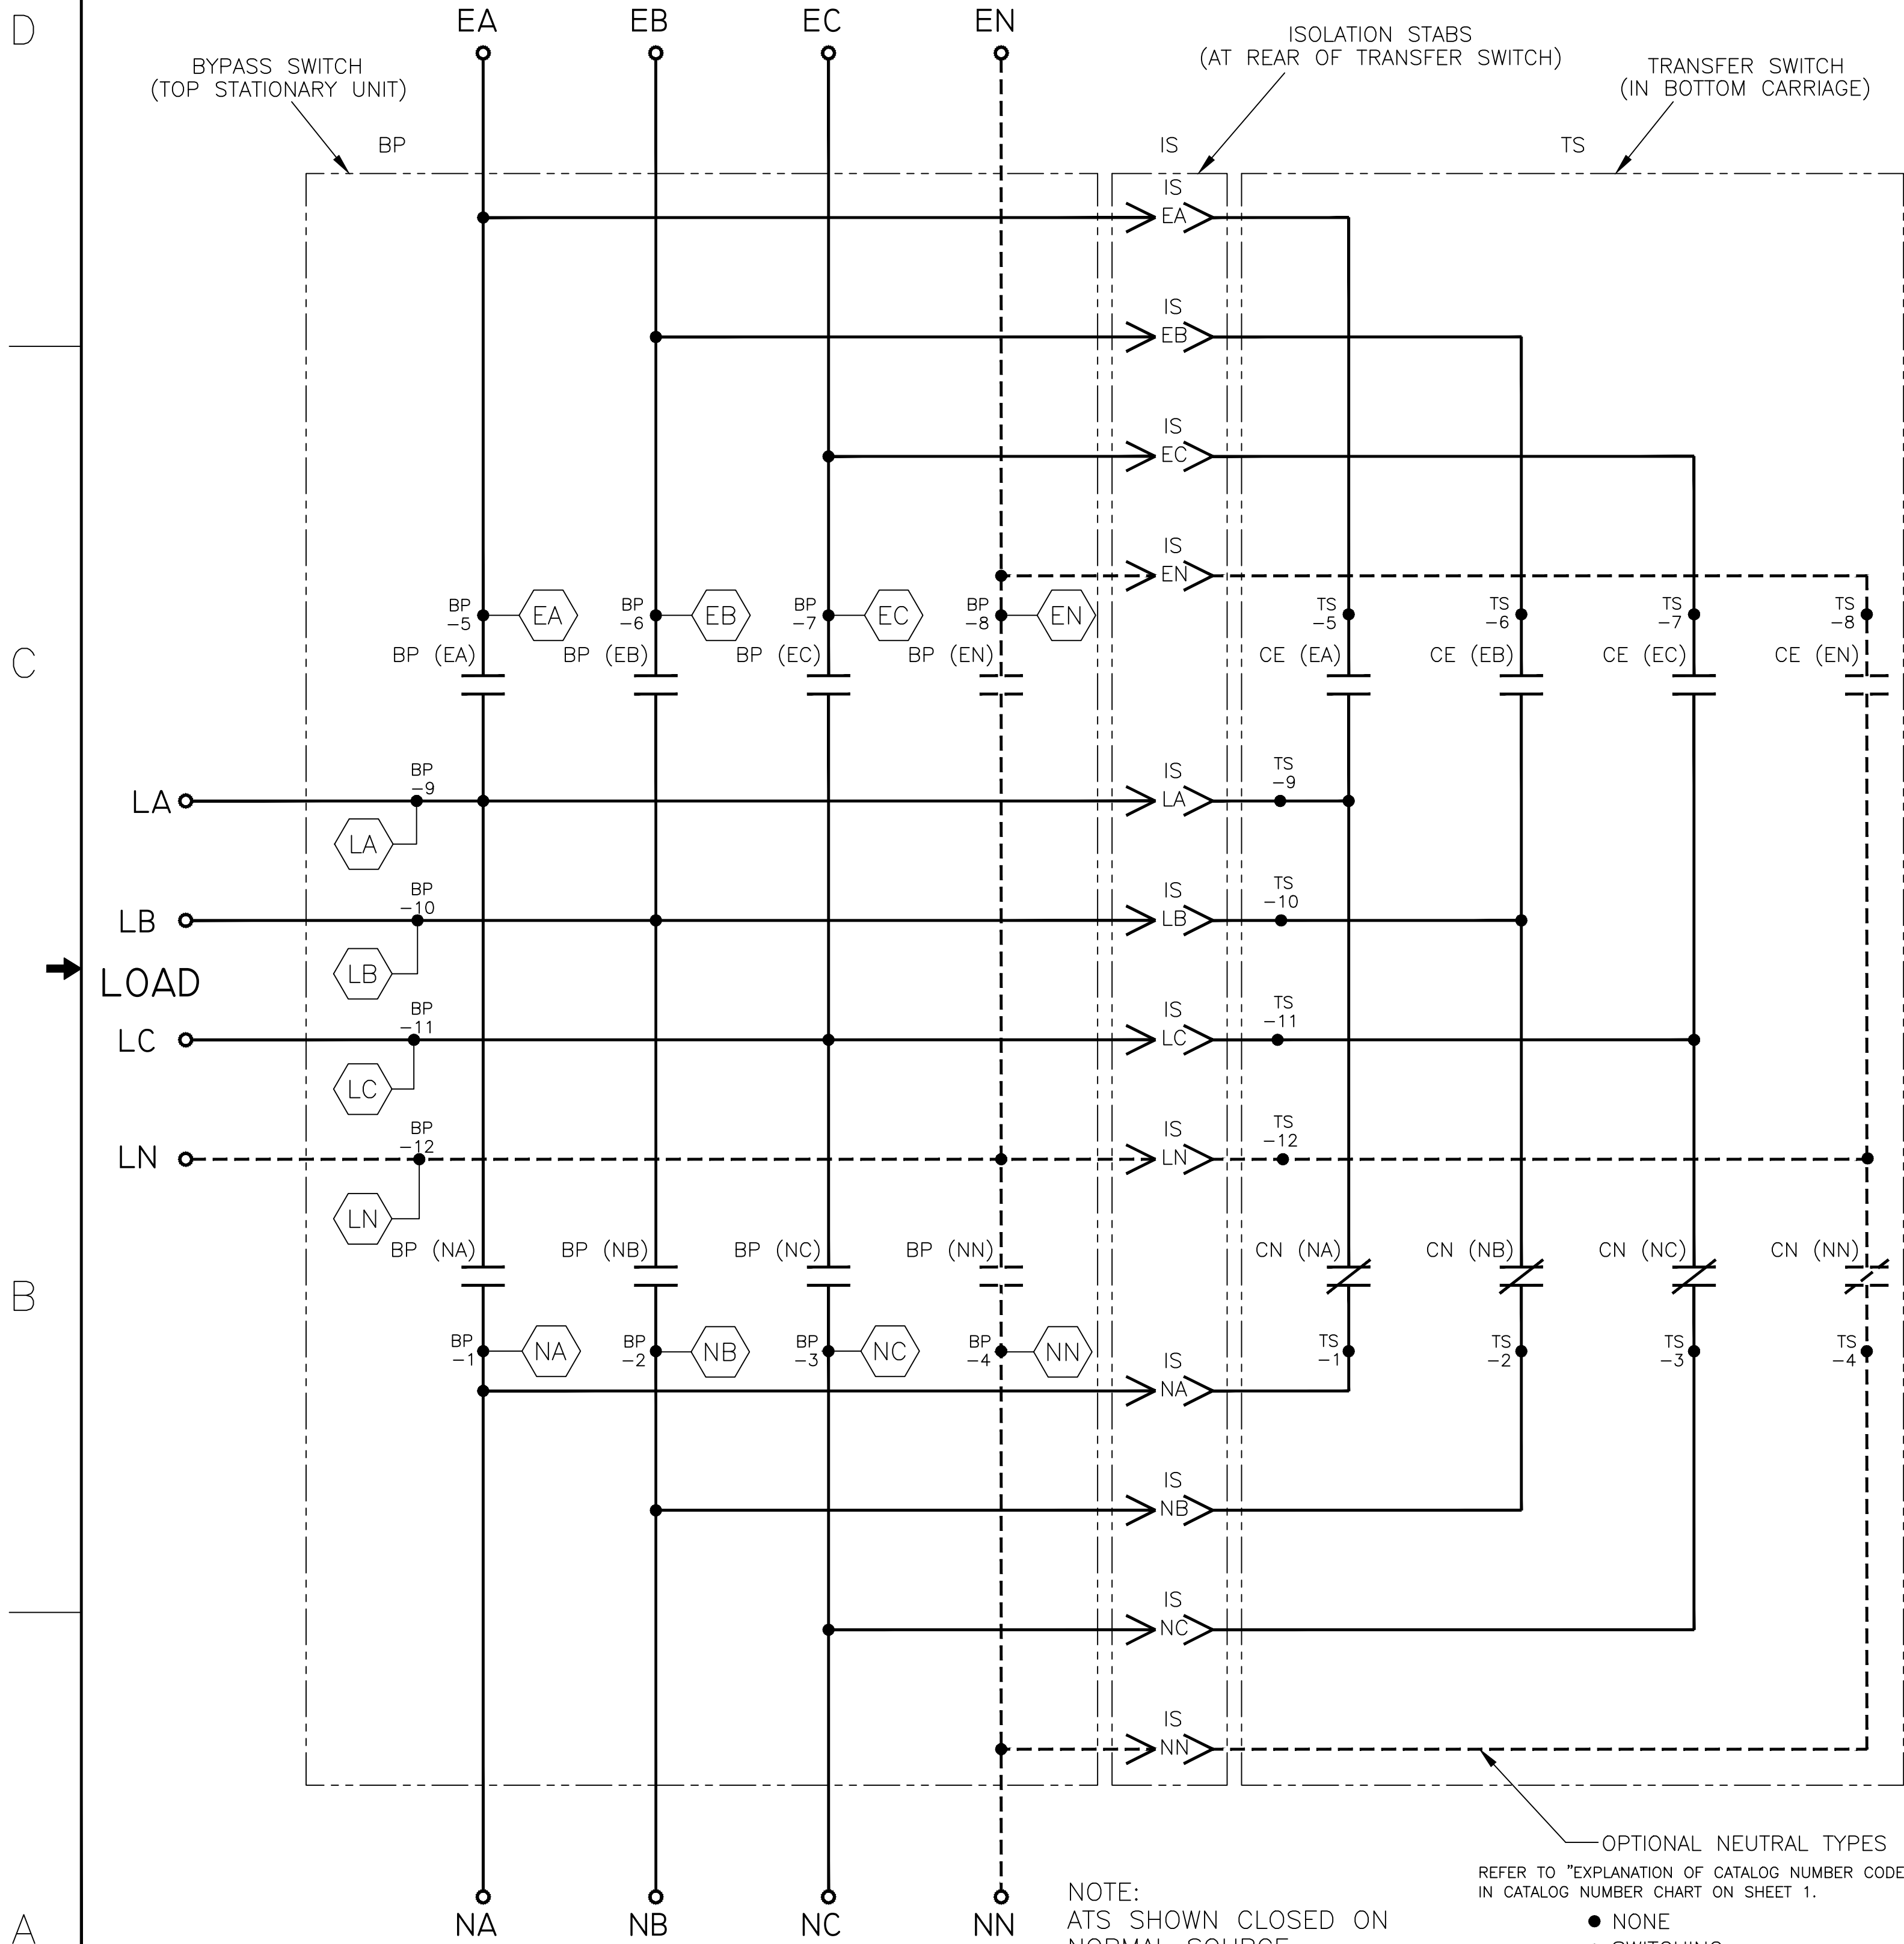 D
EA EB EC EN
ISOLATION STABS
(AT REAR OF TRANSFER SWITCH)
BYPASS SWITCH
(TOP STATIONARY UNIT)
TRANSFER SWITCH
(IN BOTTOM CARRIAGE)
BP IS TS
IS
EA
IS
EB
IS
EC
IS
EN
BP
-5
EA
BP
-6
EB
BP
-7
EC
BP
-8
EN
TS
-5
TS
-6
TS
-7
TS
-8
C
BP (EA) BP (EB) BP (EC) BP (EN) CE (EA) CE (EB) CE (EC) CE (EN)
BP
-9
IS
LA
TS
-9
LA
LA
BP
-10
IS
LB
TS
-10
LB
LB
LOAD
BP
-11
IS
LC
TS
-11
LC
LC
BP
-12
IS
LN
TS
-12
LN
LN
BP (NA) BP (NB) BP (NC) BP (NN) CN (NA) CN (NB) CN (NC) CN (NN)
B
BP
-1
NA
BP
-2
NB
BP
-3
NC
BP
-4
NN
TS
-1
TS
-2
TS
-3
TS
-4
IS
NA
IS
NB
IS
NC
IS
NN
OPTIONAL NEUTRAL TYPES
REFER TO "EXPLANATION OF CATALOG NUMBER CODE
IN CATALOG NUMBER CHART ON SHEET 1.
● NONE
A
NA NB NC NN
NOTE:
ATS SHOWN CLOSED ON
NORMAL SOURCE
SWITCHING